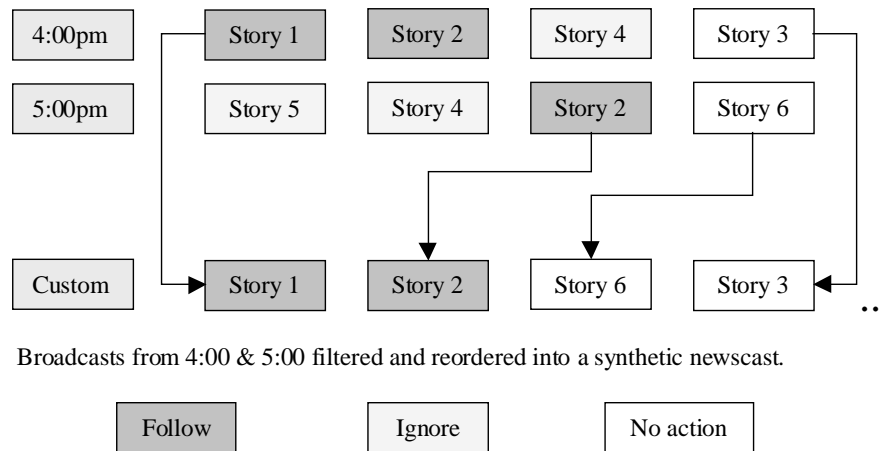 4:00pm Story 1 Story 2 Story 4 Story 3
5:00pm Story 5 Story 4 Story 2 Story 6
Custom Story 1 Story 2 Story 6 Story 3
..
Broadcasts from 4:00 & 5:00 filtered and reordered into a synthetic newscast.
Follow Ignore No action